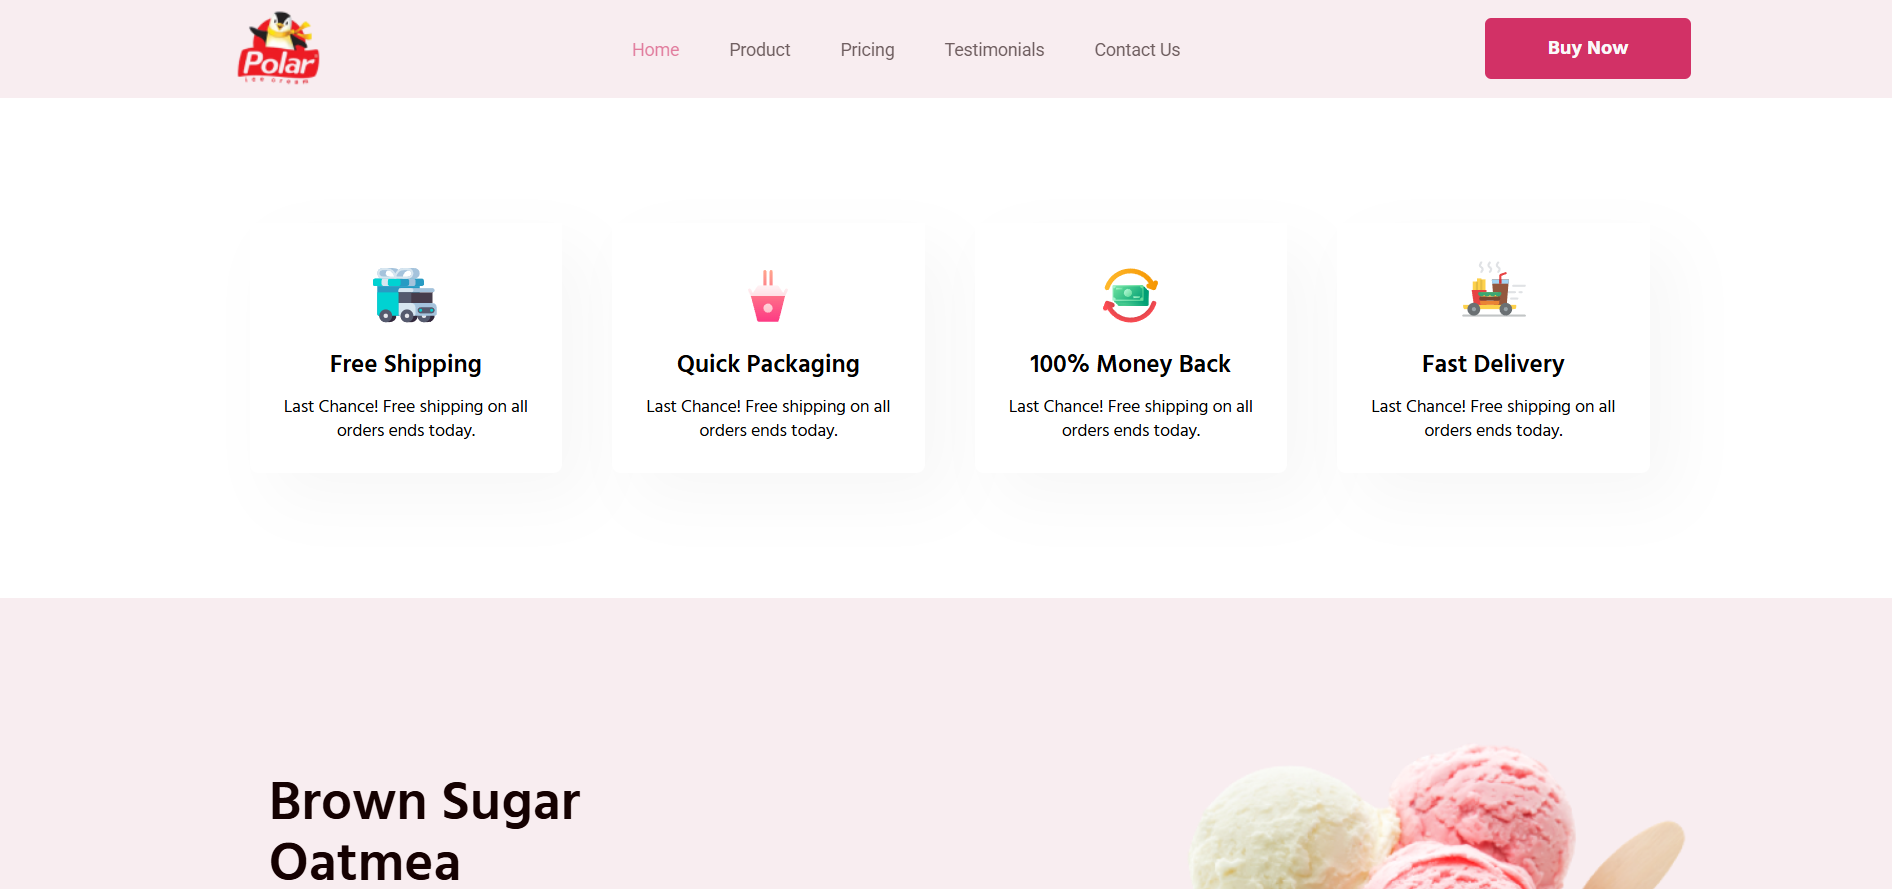 Polar
ice cream
Home
Product
Pricing
Testimonials
Contact Us
Buy Now
Free Shipping
Last Chance! Free shipping on all
orders ends today.
Quick Packaging
Last Chance! Free shipping on all
orders ends today.
100% Money Back
Last Chance! Free shipping on all
orders ends today.
Fast Delivery
Last Chance! Free shipping on all
orders ends today.
Brown Sugar
Oatmea